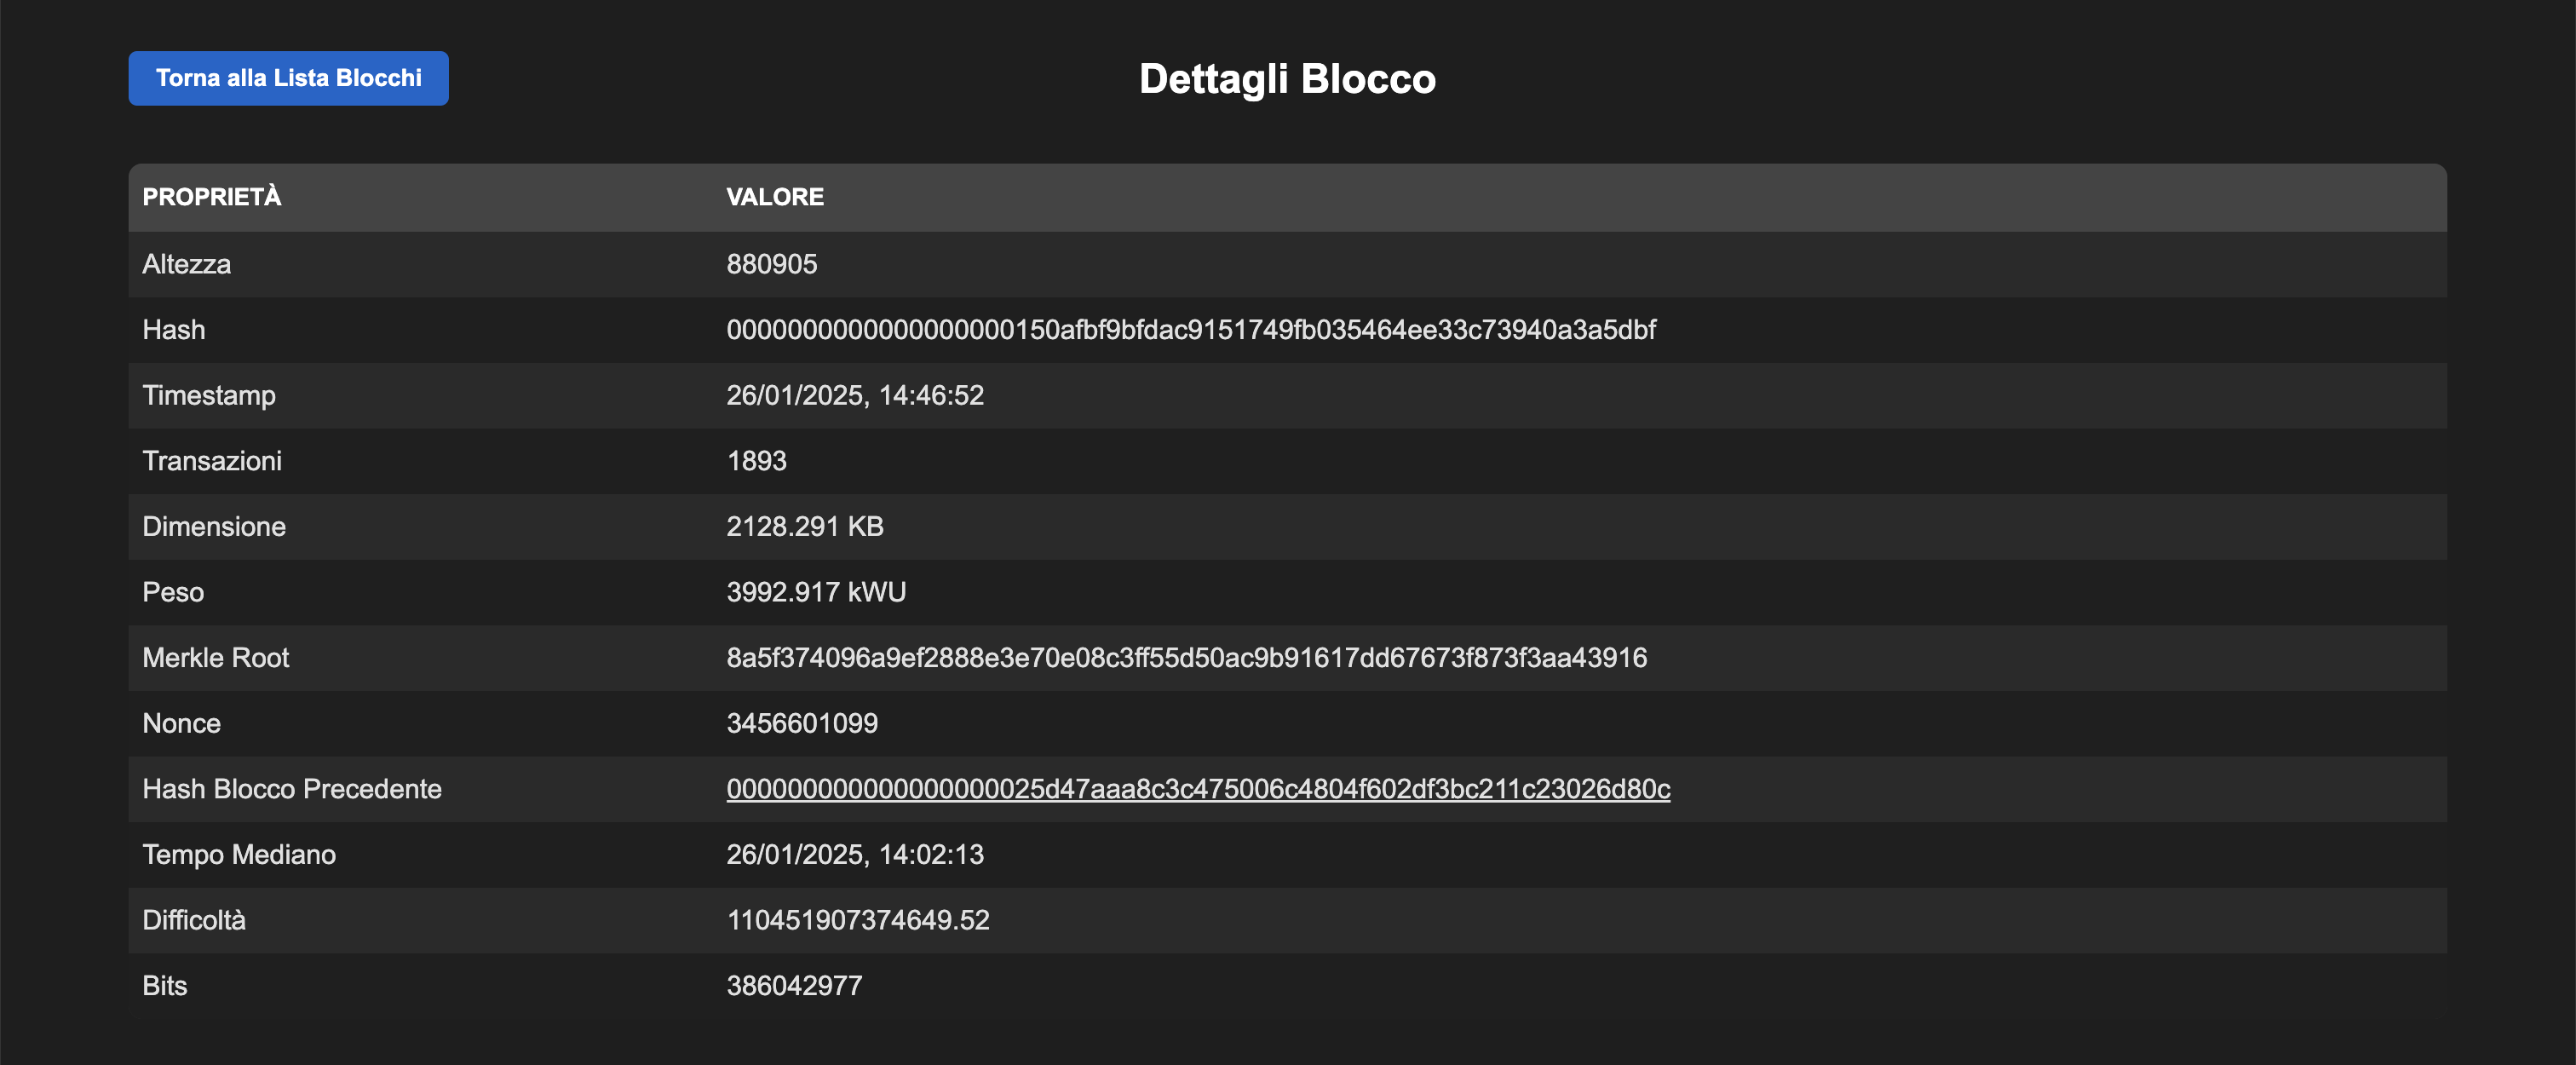 Torna alla Lista Blocchi
Dettagli Blocco
PROPRIETÀ VALORE
Altezza 880905
Hash 0000000000000000000150afbf9bfdac9151749fb035464ee33c73940a3a5dbf
Timestamp 26/01/2025, 14:46:52
Transazioni 1893
Dimensione 2128.291 KB
Peso 3992.917 kWU
Merkle Root 8a5f374096a9ef2888e3e70e08c3ff55d50ac9b91617dd67673f873f3aa43916
Nonce 3456601099
Hash Blocco Precedente 000000000000000000025d47aaa8c3c475006c4804f602df3bc211c23026d80c
Tempo Mediano 26/01/2025, 14:02:13
Difficoltà 110451907374649.52
Bits 386042977